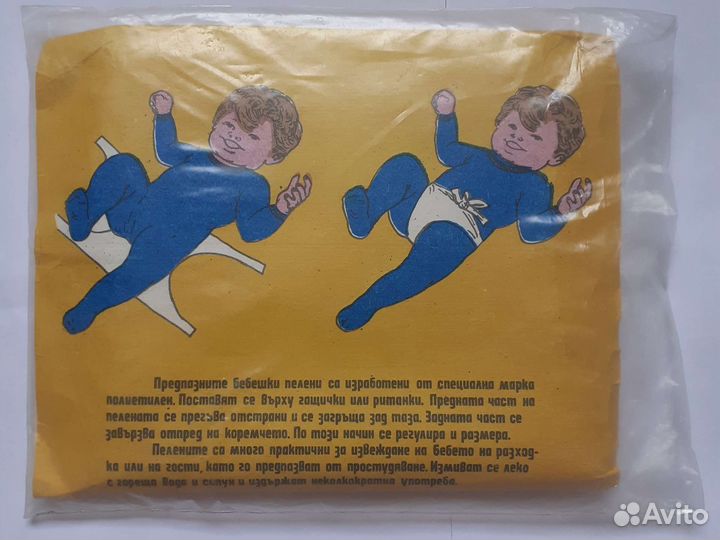 Предпазните бебешки пелени са изработени от специална марка
полиетилен. Поставят се върху гащички или ританки. Предната част на
пелената се прегъва отстрани и се загръща зад таза. Задната част се
завързва отпред на коремчето. По този начин се регулира и размера.
Пелените са много практични за извеждане на бебето на разход-
ка или на гости, като го предпазват от простудяване. Измиват се леко
с гореща вода и сапун и издържат неколкократна употреба.
Avito